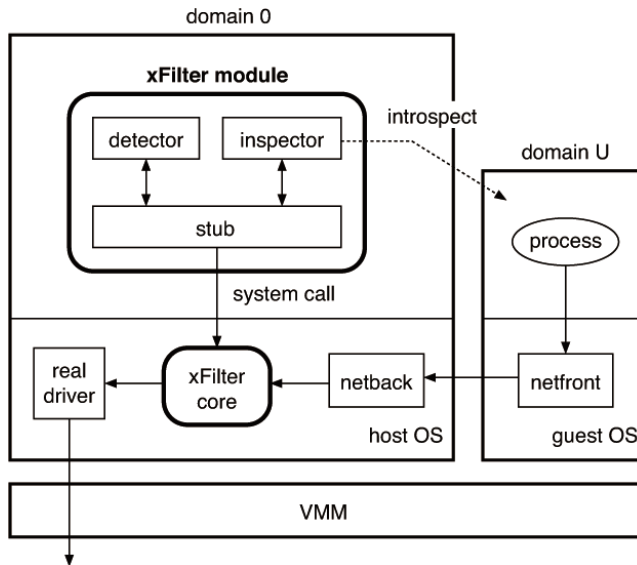 domain 0
xFilter module
introspect
detector
inspector
domain U
stub
process
system call
real
driver
xFilter
core
netback
netfront
host OS
guest OS
VMM